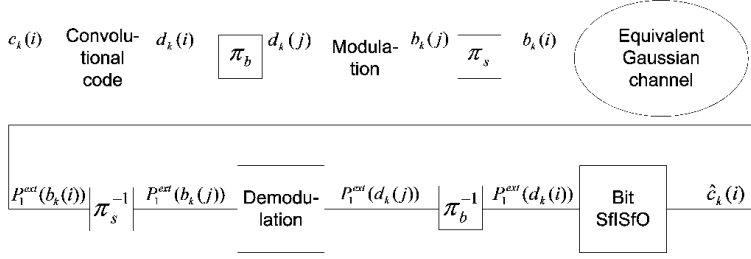 c_k(i) Convolu- d_k(i) π_b d_k(j) Modula- b_k(j) π_s b_k(i) Equivalent
tional tion Gaussian
code channel
P_1^{ext}(b_k(i)) π_s^{-1} P_1^{ext}(b_k(j)) Demodu- P_1^{ext}(d_k(j)) π_b^{-1} P_1^{ext}(d_k(i)) Bit ĉ_k(i)
lation SfISfO